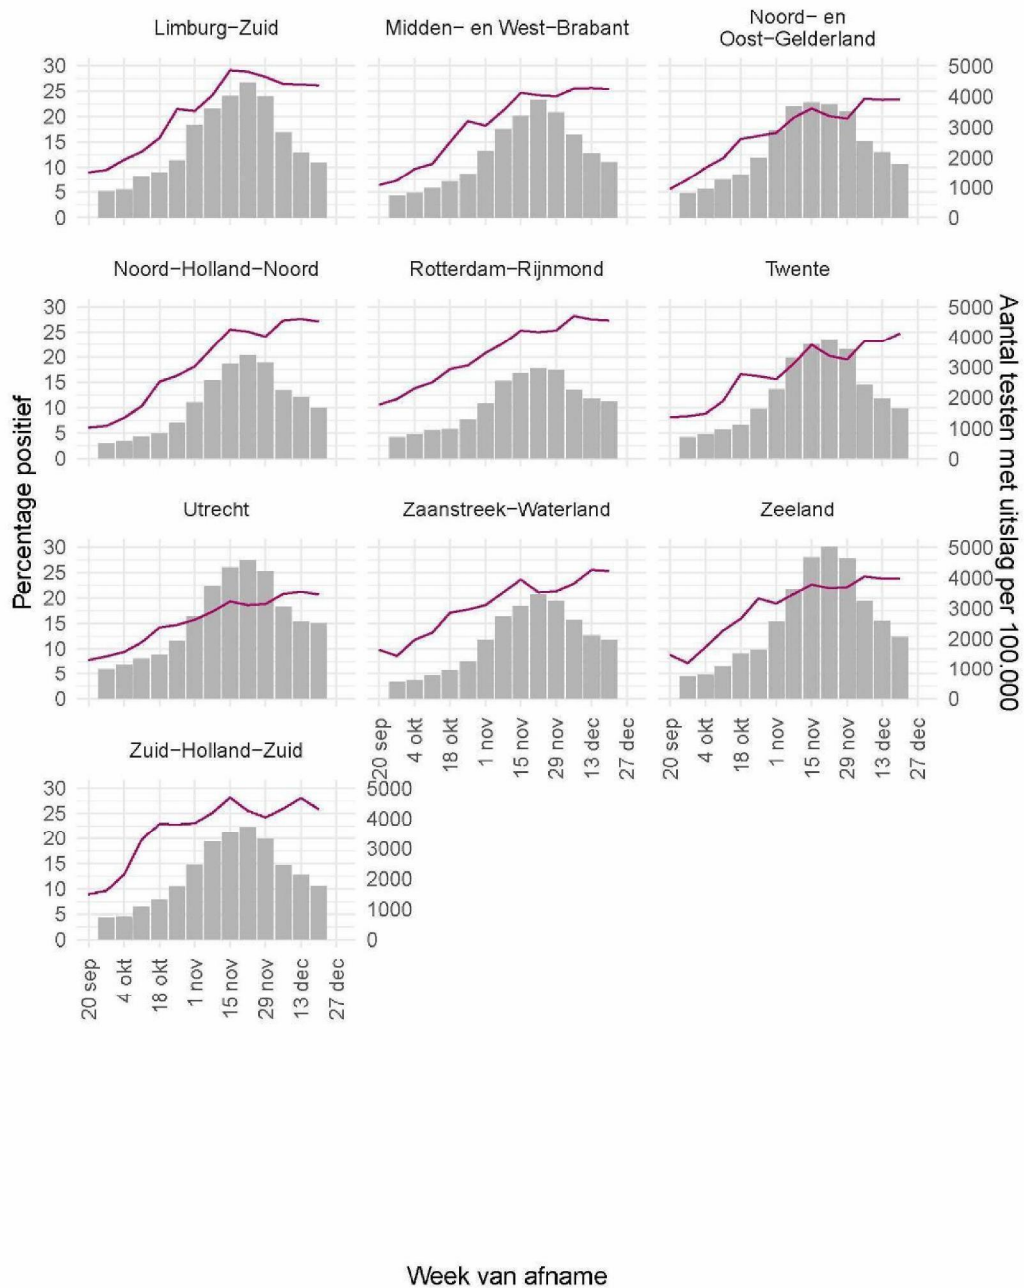 Limburg−Zuid
Midden− en West−Brabant
Noord− en
Oost−Gelderland
30
25
20
15
10
5
0
5000
4000
3000
2000
1000
0
Noord−Holland−Noord
Rotterdam−Rijnmond
Twente
30
25
20
15
10
5
0
5000
4000
3000
2000
1000
0
Percentage positief
Aantal testen met uitslag per 100.000
Utrecht
Zaanstreek−Waterland
Zeeland
30
25
20
15
10
5
0
5000
4000
3000
2000
1000
0
20 sep
4 okt
18 okt
1 nov
15 nov
29 nov
13 dec
27 dec
20 sep
4 okt
18 okt
1 nov
15 nov
29 nov
13 dec
27 dec
Zuid−Holland−Zuid
30
25
20
15
10
5
0
5000
4000
3000
2000
1000
0
20 sep
4 okt
18 okt
1 nov
15 nov
29 nov
13 dec
27 dec
Week van afname